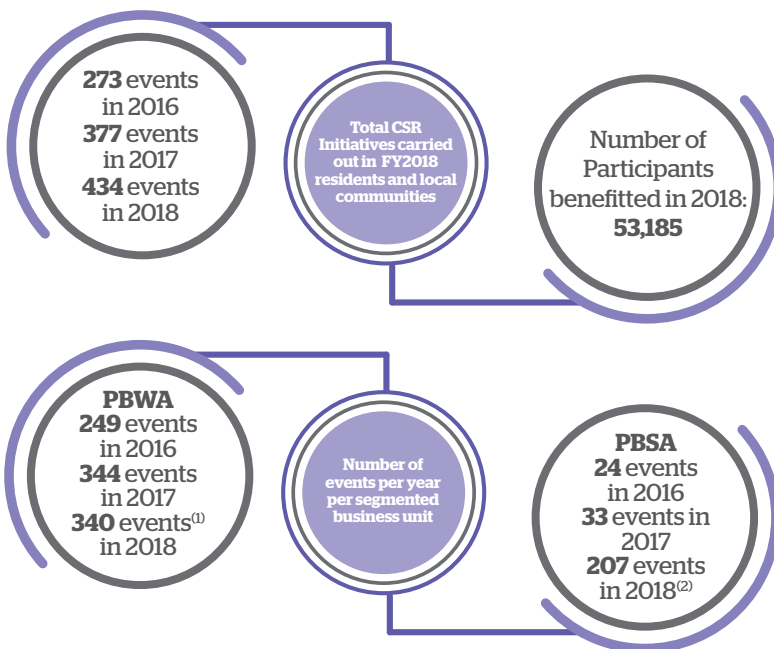 273 events
in 2016
377 events
in 2017
434 events
in 2018
Total CSR
Initiatives carried
out in FY2018
residents and local
communities
Number of
Participants
benefitted in 2018:
53,185
PBWA
249 events
in 2016
344 events
in 2017
340 events(1)
in 2018
Number of
events per year
per segmented
business unit
PBSA
24 events
in 2016
33 events in
2017
207 events
in 2018(2)